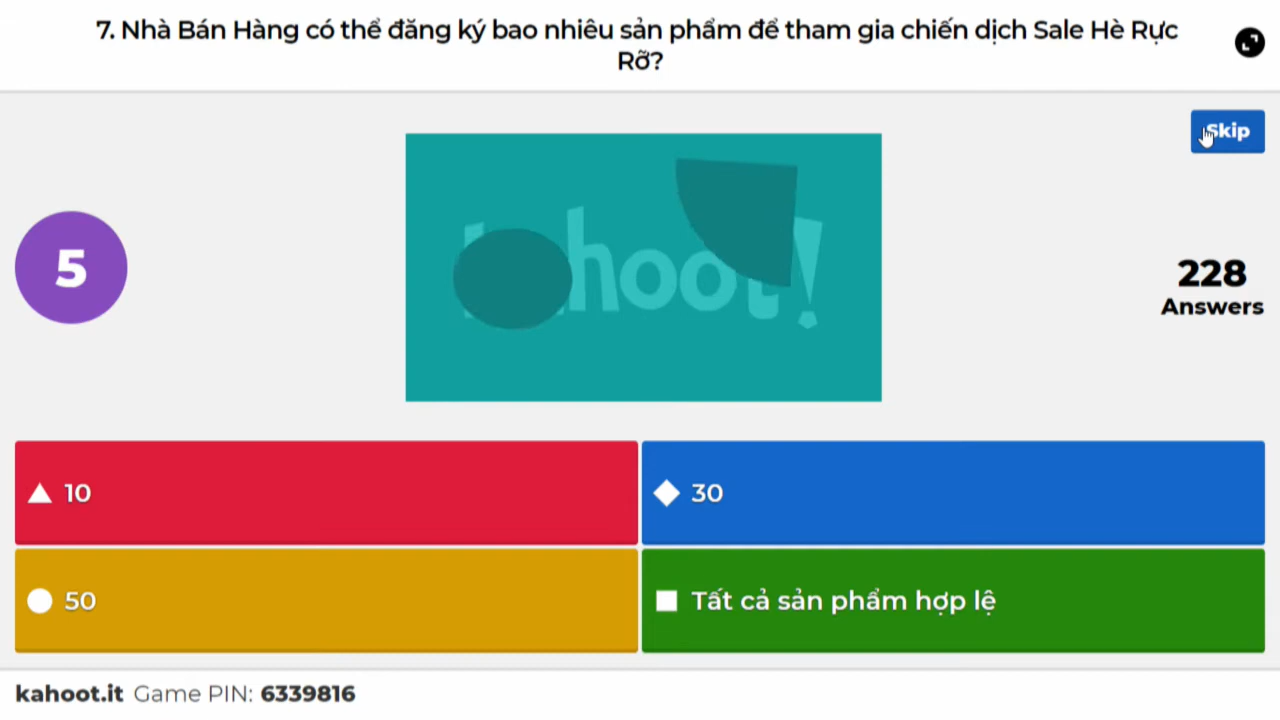 7. Nhà Bán Hàng có thể đăng ký bao nhiêu sản phẩm để tham gia chiến dịch Sale Hè Rực
Rỡ?
Skip
5
228
Answers
10
30
50
Tất cả sản phẩm hợp lệ
kahoot.it Game PIN: 6339816